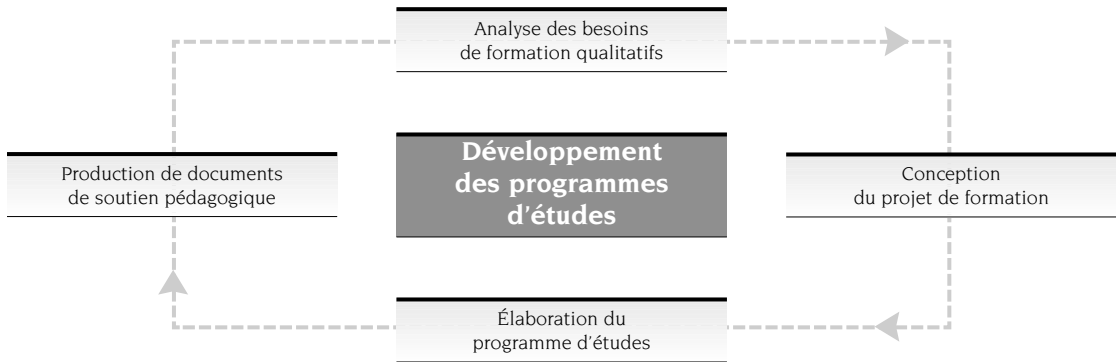 Analyse des besoins
de formation qualitatifs
Production de documents
de soutien pédagogique
Développement
des programmes
d'études
Conception
du projet de formation
Élaboration du
programme d'études